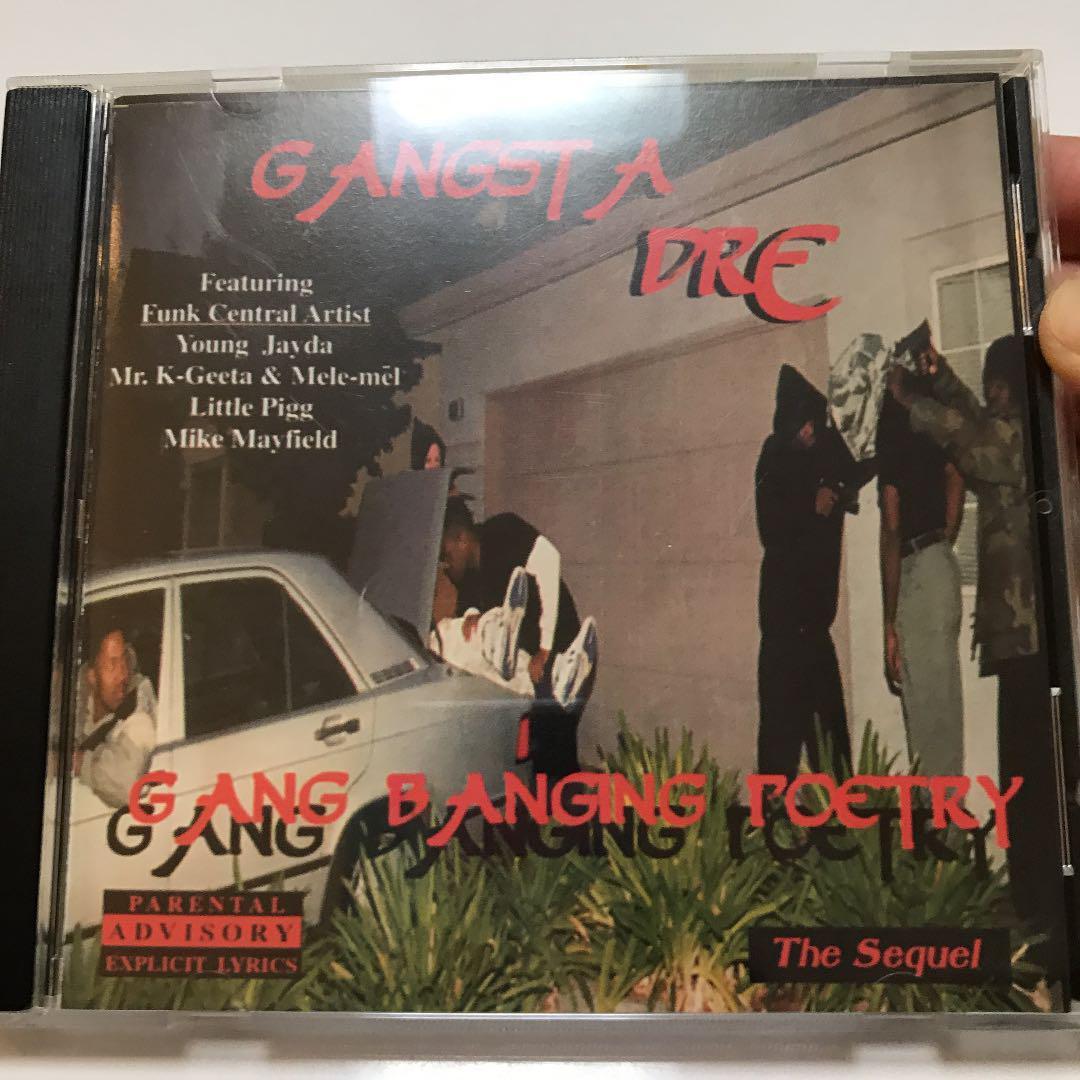 GANGSTA
DRE
Featuring
Funk Central Artist
Young Jayda
Mr. K-Geeta & Mele-mēl
Little Pigg
Mike Mayfield
GANG BANGING POETRY
PARENTAL
ADVISORY
EXPLICIT LYRICS
The Sequel